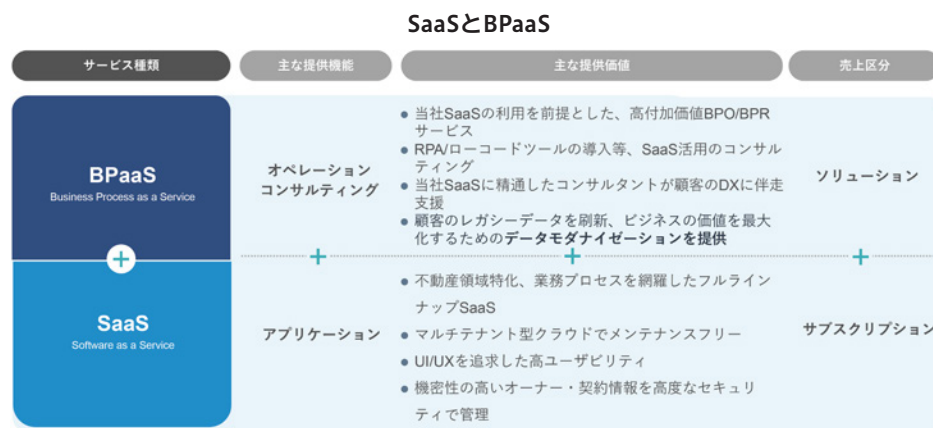 SaaSとBPaaS
サービス種類
主な提供機能
主な提供価値
売上区分
BPaaS
Business Process as a Service
オペレーション
コンサルティング
● 当社SaaSの利用を前提とした、高付加価値BPO/BPR
サービス
● RPA/ローコードツールの導入等、SaaS活用のコンサル
ティング
● 当社SaaSに精通したコンサルタントが顧客のDXに伴走
支援
● 顧客のレガシーデータを刷新、ビジネスの価値を最大
化するためのデータモダナイゼーションを提供
ソリューション
+
+
+
+
SaaS
Software as a Service
アプリケーション
● 不動産領域特化、業務プロセスを網羅したフルライン
ナップSaaS
● マルチテナント型クラウドでメンテナンスフリー
● UI/UXを追求した高ユーザビリティ
● 機密性の高いオーナー・契約情報を高度なセキュリ
ティで管理
サブスクリプション